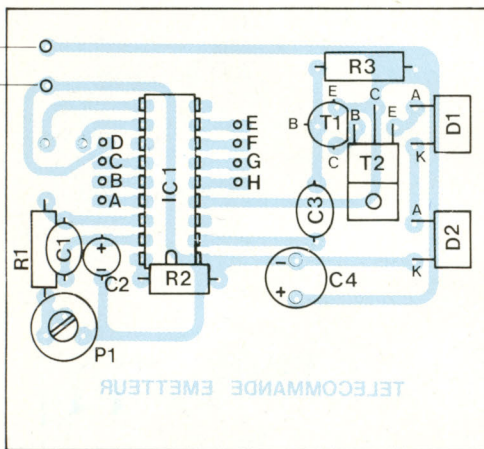 R3
E
C
A
T1
B
B
E
D1
C
K
T2
D
C
B
A
E
F
G
H
IC1
A
C3
D2
K
R1
C1
+
-
C2
R2
-
+
C4
P1
TELECOMMANDE EMETTEUR